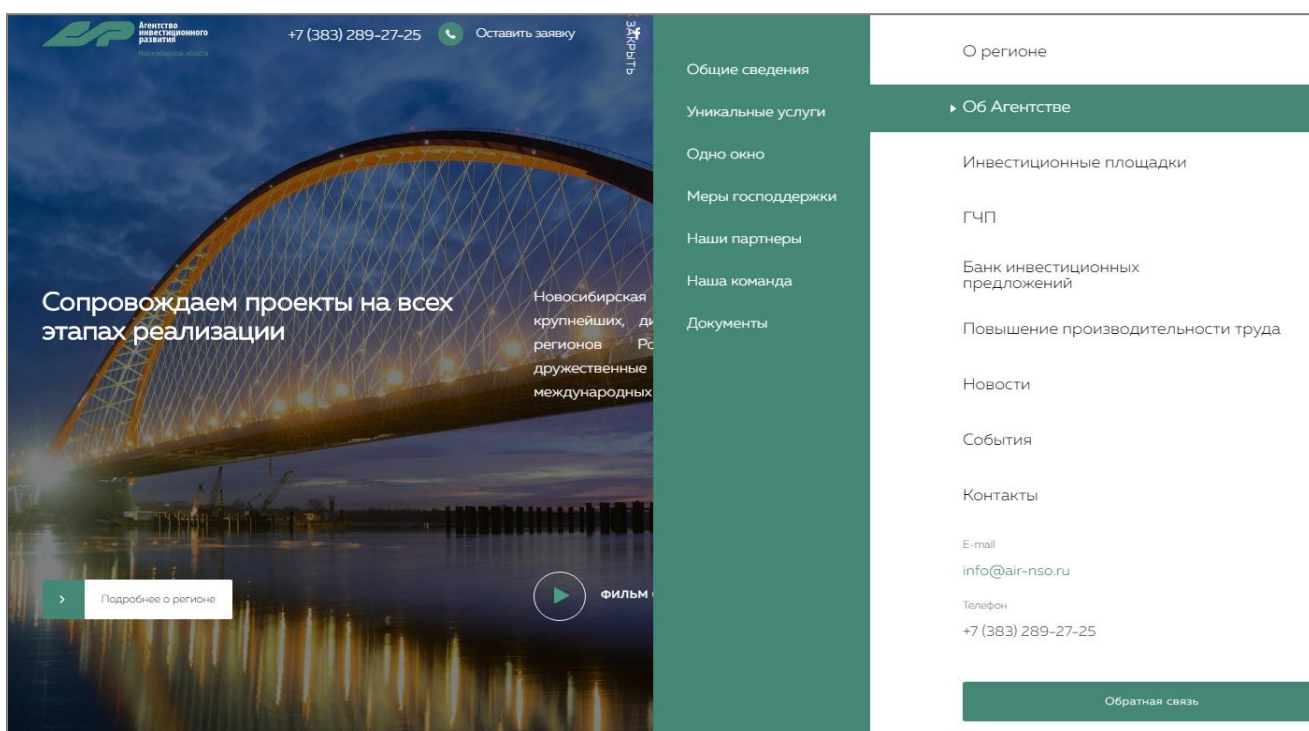 Агентство
инвестиционного
развития
Новосибирской области
+7 (383) 289-27-25
Оставить заявку
ЗАКРЫТЬ
Сопровождаем проекты на всех
этапах реализации
Новосибирская
крупнейших,
регионов
дружественные
международных
Подробнее о регионе
ФИЛЬМ
Общие сведения
Уникальные услуги
Одно окно
Меры господдержки
Наши партнеры
Наша команда
Документы
О регионе
Об Агентстве
Инвестиционные площадки
ГЧП
Банк инвестиционных
предложений
Повышение производительности труда
Новости
События
Контакты
E-mail
info@air-nso.ru
Телефон
+7 (383) 289-27-25
Обратная связь